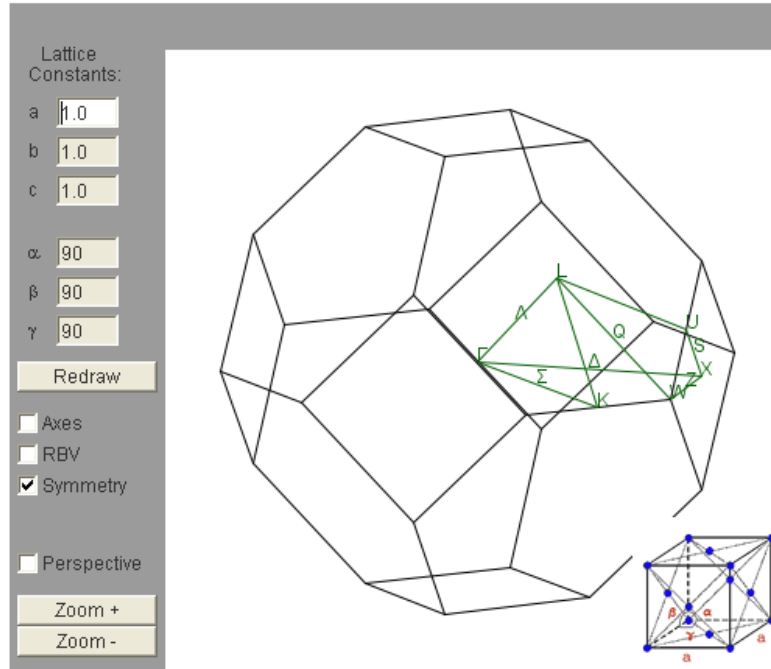 Lattice
Constants:
a 1.0
b 1.0
c 1.0
α 90
β 90
γ 90
Redraw
Axes
RBV
Symmetry
Perspective
Zoom +
Zoom -
L
Λ
Q
U
S
Γ
Δ
X
Σ
Z
W
K
β α
γ
a
a